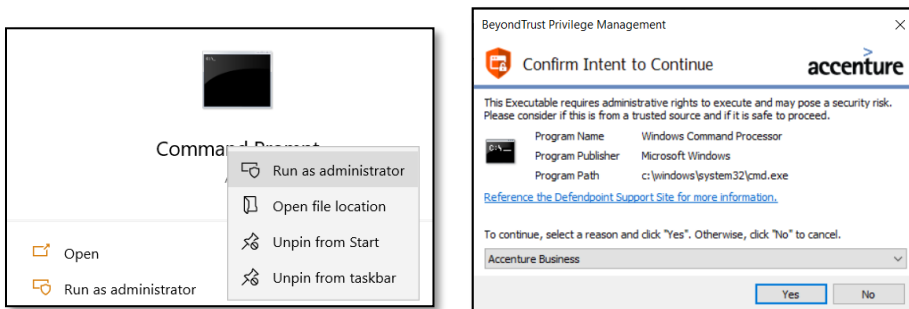 Command Prompt
Run as administrator
Open file location
Unpin from Start
Unpin from taskbar
Open
Run as administrator
BeyondTrust Privilege Management
Confirm Intent to Continue
accenture
This Executable requires administrative rights to execute and may pose a security risk.
Please consider if this is from a trusted source and if it is safe to proceed.
Program Name Windows Command Processor
Program Publisher Microsoft Windows
Program Path c:\windows\system32\cmd.exe
Reference the Defendpoint Support Site for more information.
To continue, select a reason and click "Yes". Otherwise, click "No" to cancel.
Accenture Business
Yes No